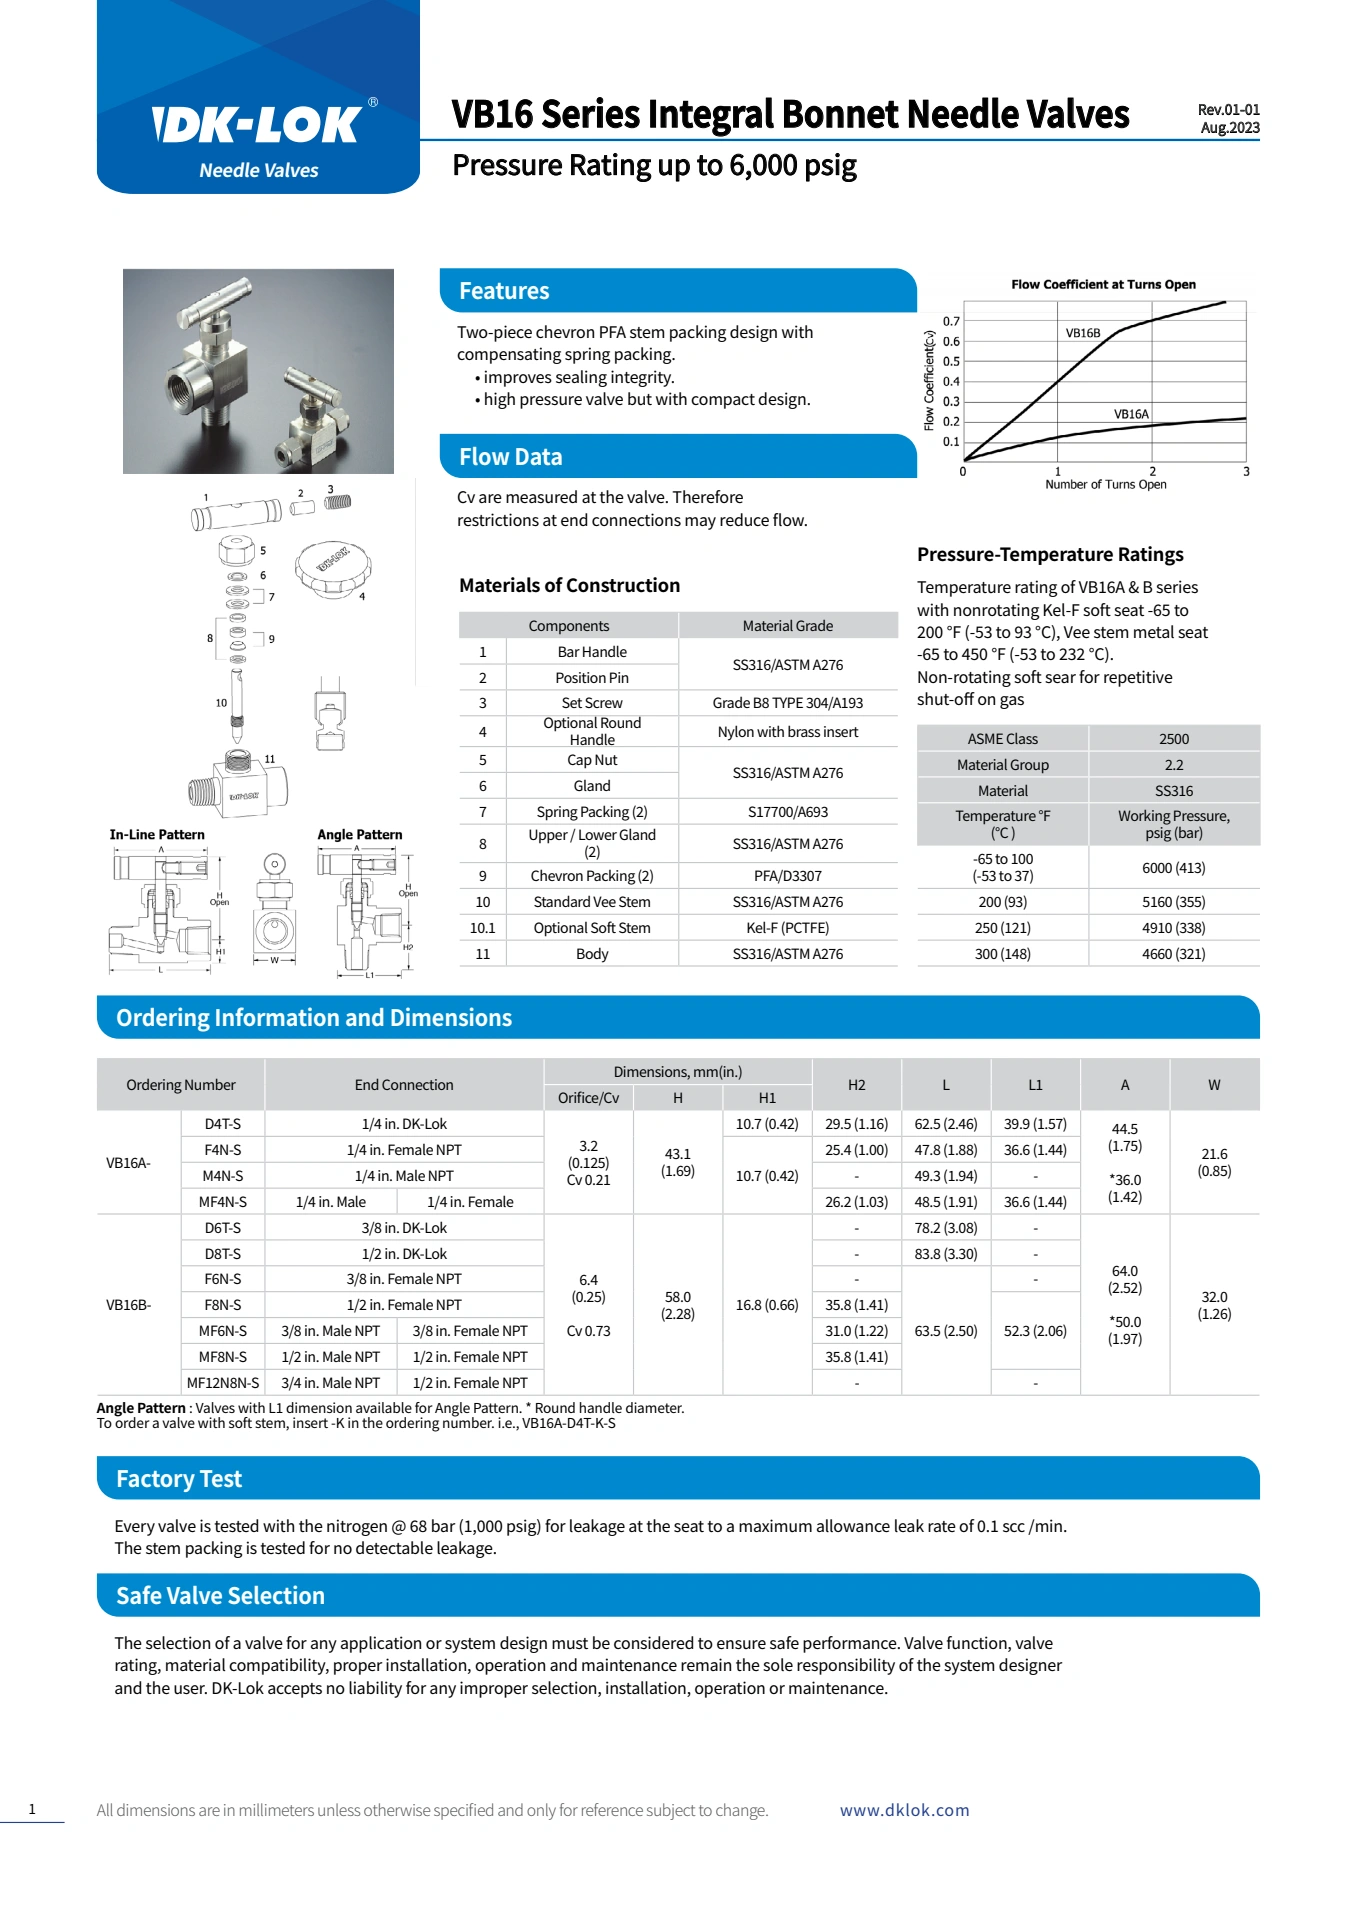 DK-LOK®
Needle Valves
VB16 Series Integral Bonnet Needle Valves
Rev.01-01
Aug.2023
Pressure Rating up to 6,000 psig
Features
Two-piece chevron PFA stem packing design with
compensating spring packing.
• improves sealing integrity.
• high pressure valve but with compact design.
Flow Data
Cv are measured at the valve. Therefore
restrictions at end connections may reduce flow.
Flow Coefficient at Turns Open
Flow Coefficient(Cv)
0.7
0.6
0.5
0.4
0.3
0.2
0.1
VB16B
VB16A
0 1 2 3
Number of Turns Open
1 2 3
5
6
7
4
8 9
10
11
DK-LOK
DK-LOK
In-Line Pattern Angle Pattern
A A
H
Open
H
Open
H1
H2
L W L1
Materials of Construction
Components Material Grade
1 Bar Handle SS316/ASTM A276
2 Position Pin
3 Set Screw Grade B8 TYPE 304/A193
4 Optional Round
Handle Nylon with brass insert
5 Cap Nut SS316/ASTM A276
6 Gland
7 Spring Packing (2) S17700/A693
8 Upper / Lower Gland
(2) SS316/ASTM A276
9 Chevron Packing (2) PFA/D3307
10 Standard Vee Stem SS316/ASTM A276
10.1 Optional Soft Stem Kel-F (PCTFE)
11 Body SS316/ASTM A276
Pressure-Temperature Ratings
Temperature rating of VB16A & B series
with nonrotating Kel-F soft seat -65 to
200 °F (-53 to 93 °C), Vee stem metal seat
-65 to 450 °F (-53 to 232 °C).
Non-rotating soft sear for repetitive
shut-off on gas
ASME Class 2500
Material Group 2.2
Material SS316
Temperature °F
(°C ) Working Pressure,
psig (bar)
-65 to 100
(-53 to 37) 6000 (413)
200 (93) 5160 (355)
250 (121) 4910 (338)
300 (148) 4660 (321)
Ordering Information and Dimensions
Ordering Number End Connection Dimensions, mm(in.) H2 L L1 A W
Orifice/Cv H H1
VB16A- D4T-S 1/4 in. DK-Lok 3.2
(0.125)
Cv 0.21 43.1
(1.69) 10.7 (0.42) 29.5 (1.16) 62.5 (2.46) 39.9 (1.57) 44.5
(1.75)
*36.0
(1.42) 21.6
(0.85)
F4N-S 1/4 in. Female NPT 10.7 (0.42) 25.4 (1.00) 47.8 (1.88) 36.6 (1.44)
M4N-S 1/4 in. Male NPT - 49.3 (1.94) -
MF4N-S 1/4 in. Male 1/4 in. Female 26.2 (1.03) 48.5 (1.91) 36.6 (1.44)
VB16B- D6T-S 3/8 in. DK-Lok 6.4
(0.25)
Cv 0.73 58.0
(2.28) 16.8 (0.66) - 78.2 (3.08) - 64.0
(2.52)
*50.0
(1.97) 32.0
(1.26)
D8T-S 1/2 in. DK-Lok - 83.8 (3.30) -
F6N-S 3/8 in. Female NPT - 63.5 (2.50) -
F8N-S 1/2 in. Female NPT 35.8 (1.41) 52.3 (2.06)
MF6N-S 3/8 in. Male NPT 3/8 in. Female NPT 31.0 (1.22)
MF8N-S 1/2 in. Male NPT 1/2 in. Female NPT 35.8 (1.41)
MF12N8N-S 3/4 in. Male NPT 1/2 in. Female NPT - -
Angle Pattern : Valves with L1 dimension available for Angle Pattern. * Round handle diameter.
To order a valve with soft stem, insert -K in the ordering number. i.e., VB16A-D4T-K-S
Factory Test
Every valve is tested with the nitrogen @ 68 bar (1,000 psig) for leakage at the seat to a maximum allowance leak rate of 0.1 scc /min.
The stem packing is tested for no detectable leakage.
Safe Valve Selection
The selection of a valve for any application or system design must be considered to ensure safe performance. Valve function, valve
rating, material compatibility, proper installation, operation and maintenance remain the sole responsibility of the system designer
and the user. DK-Lok accepts no liability for any improper selection, installation, operation or maintenance.
1
All dimensions are in millimeters unless otherwise specified and only for reference subject to change.
www.dklok.com